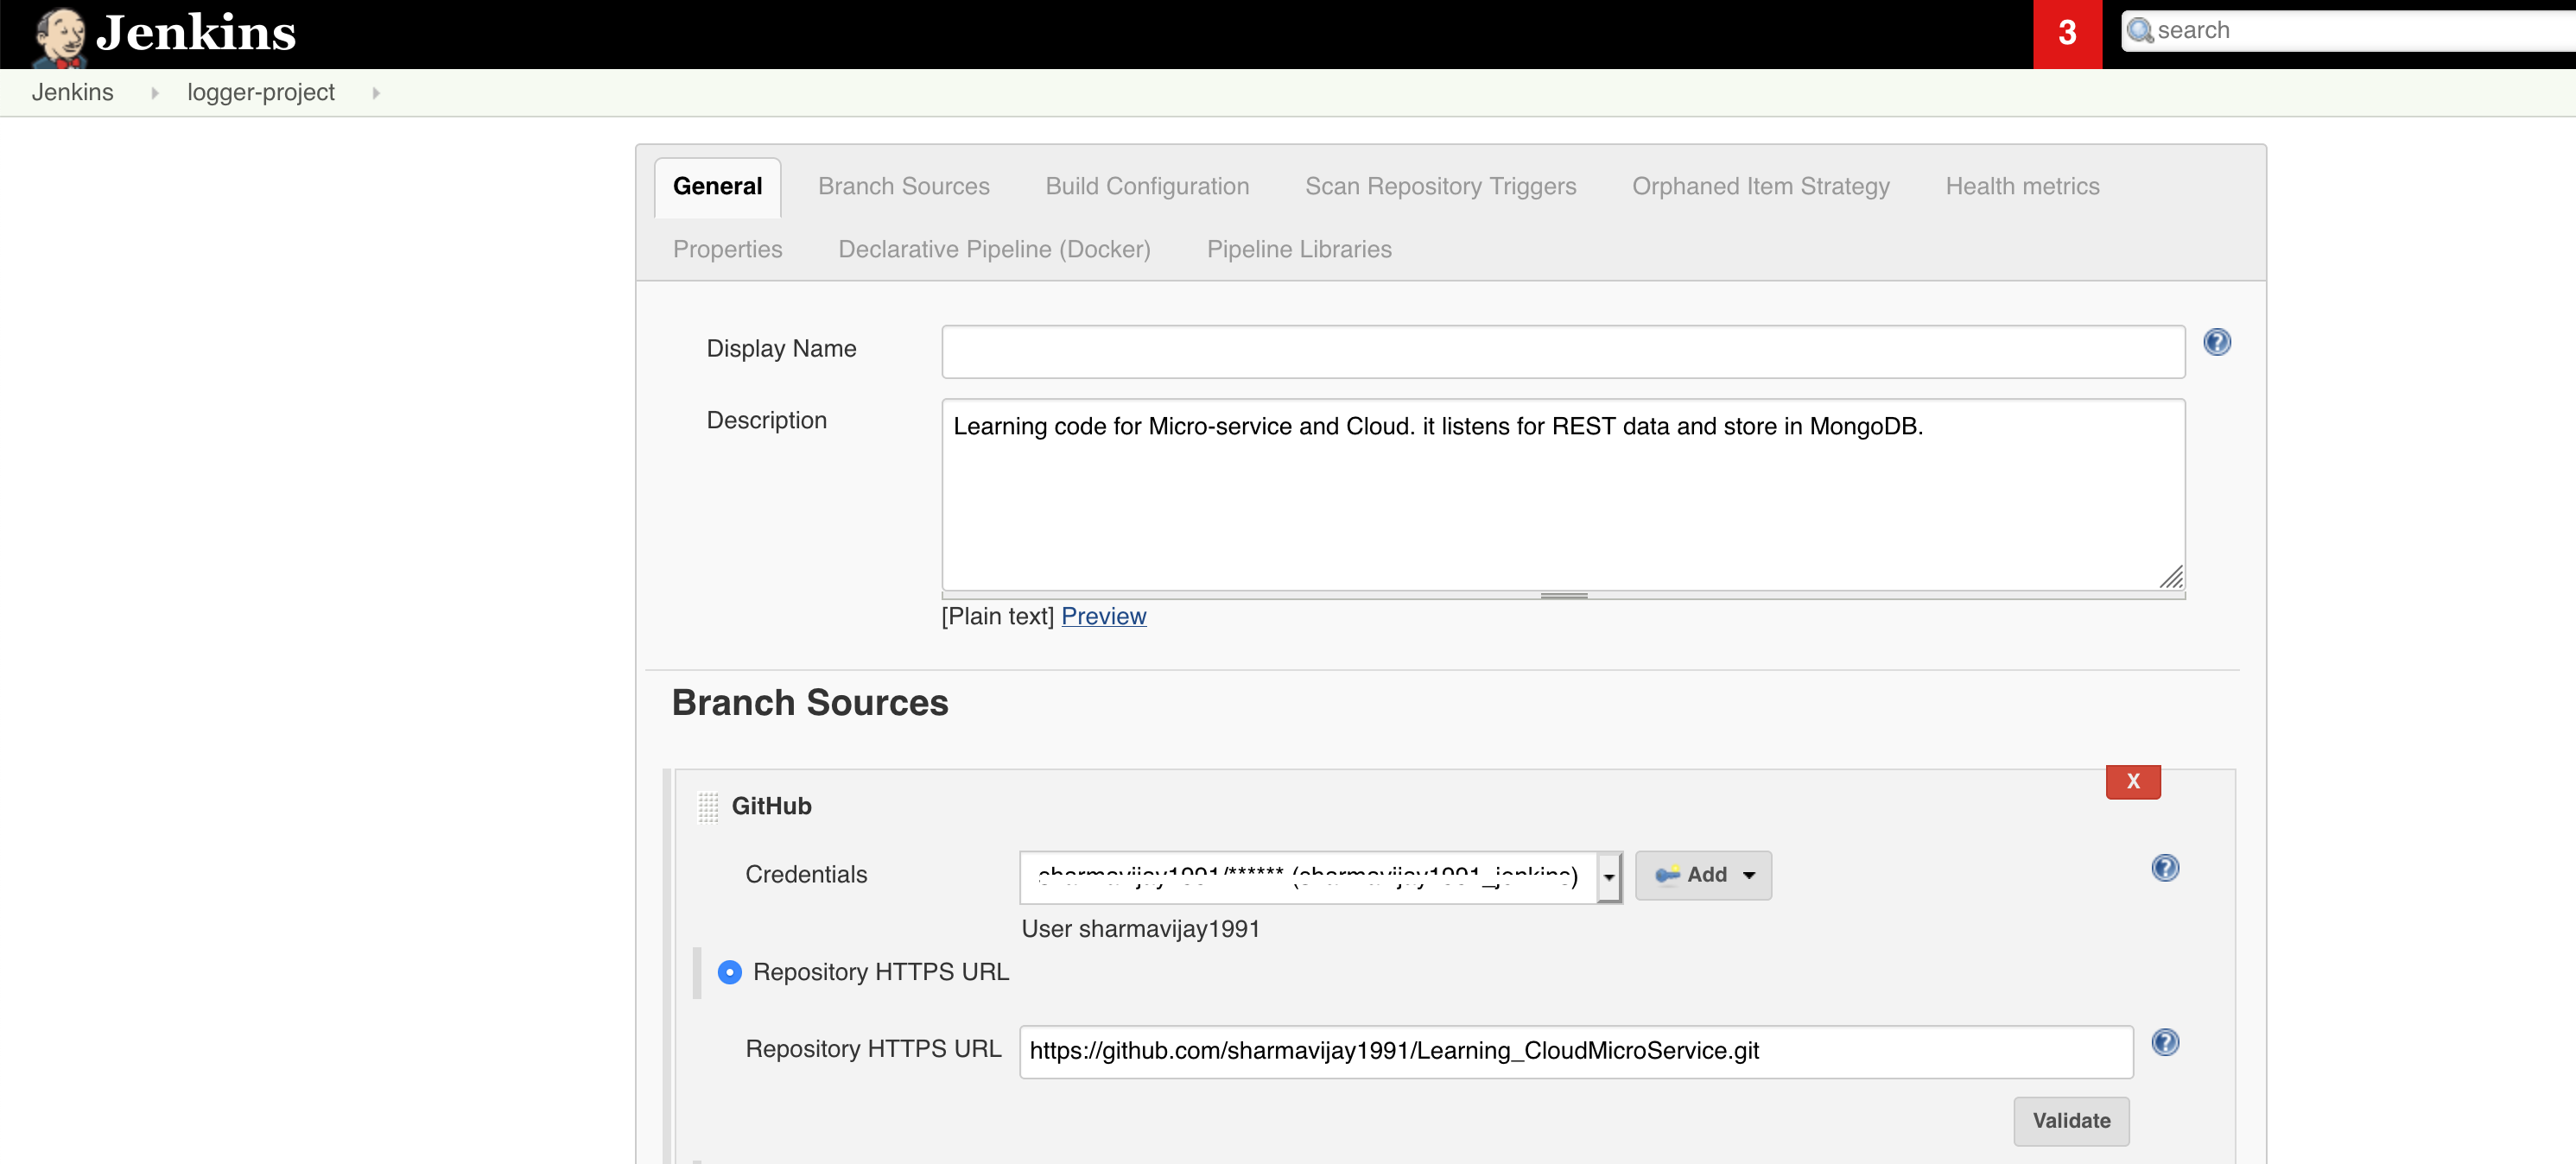 Jenkins
3
search
Jenkins
logger-project
General
Branch Sources
Build Configuration
Scan Repository Triggers
Orphaned Item Strategy
Health metrics
Properties
Declarative Pipeline (Docker)
Pipeline Libraries
Display Name
Description
Learning code for Micro-service and Cloud. it listens for REST data and store in MongoDB.
[Plain text] Preview
Branch Sources
X
GitHub
Credentials
sharmavijay1991/****** (sharmavijay1991_jenkins)
Add
User sharmavijay1991
Repository HTTPS URL
Repository HTTPS URL
https://github.com/sharmavijay1991/Learning_CloudMicroService.git
Validate